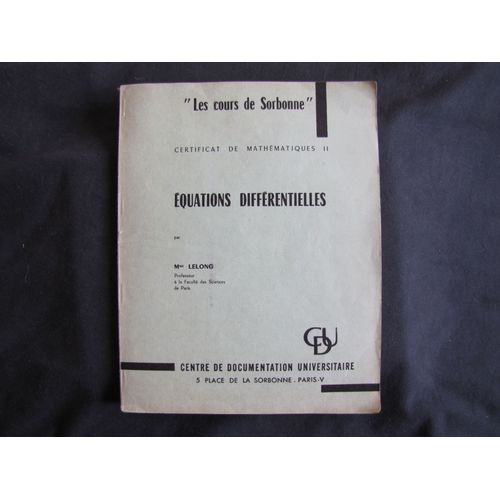 "Les cours de Sorbonne"
CERTIFICAT DE MATHÉMATIQUES II
ÉQUATIONS DIFFÉRENTIELLES
par
Mme LELONG
Professeur
à la Faculté des Sciences
de Paris
CDU
CENTRE DE DOCUMENTATION UNIVERSITAIRE
5 PLACE DE LA SORBONNE. PARIS-V